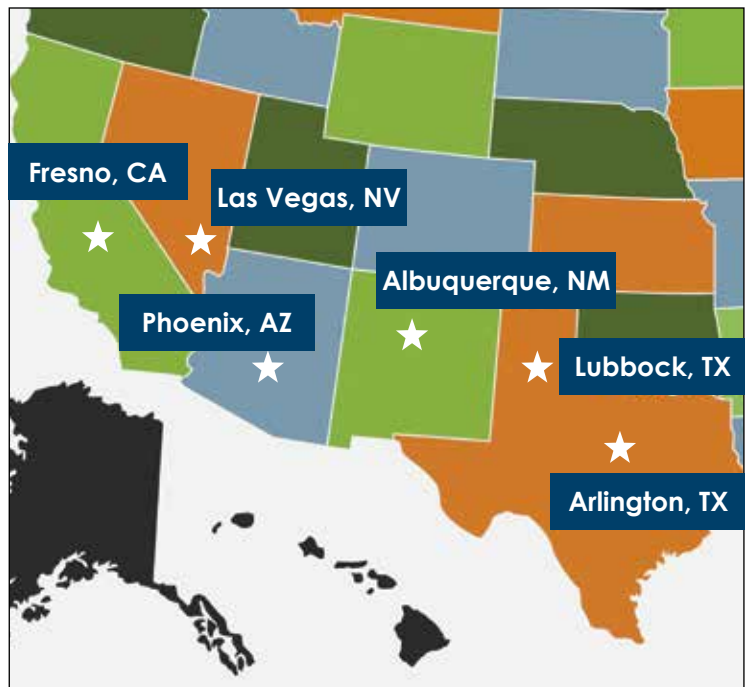 Fresno, CA
Las Vegas, NV
Albuquerque, NM
Phoenix, AZ
Lubbock, TX
Arlington, TX